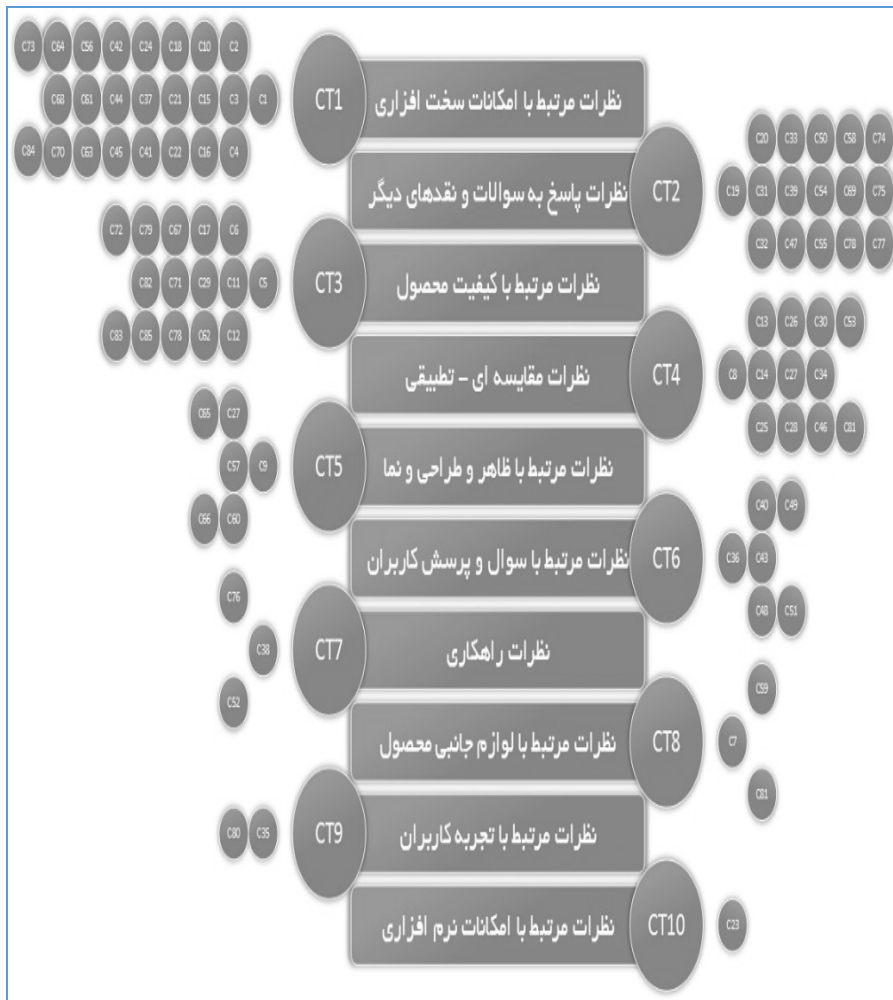 C73 C64 C56 C42 C24 C18 C10 C2
C68 C61 C44 C37 C21 C15 C3 C1
C84 C70 C63 C45 C41 C22 C16 C4
CT1
نظرات مرتبط با امکانات سخت افزاری
C20 C33 C50 C58 C74
C19 C31 C39 C54 C69 C75
C32 C47 C55 C78 C77
CT2
نظرات پاسخ به سوالات و نقدهای دیگر
C72 C79 C67 C17 C6
C82 C71 C29 C11 C5
C83 C85 C78 C62 C12
CT3
نظرات مرتبط با کیفیت محصول
C13 C26 C30 C53
C8 C14 C27 C34
C25 C28 C46 C81
CT4
نظرات مقایسه ای – تطبیقی
C65 C27
C57 C9
C66 C60
CT5
نظرات مرتبط با ظاهر و طراحی و نما
C40 C49
C36 C43
C48 C51
CT6
نظرات مرتبط با سوال و پرسش کاربران
C76
C38
C52
CT7
نظرات راهکاری
C59
C7
C81
CT8
نظرات مرتبط با لوازم جانبی محصول
C80 C35
CT9
نظرات مرتبط با تجربه کاربران
C23
CT10
نظرات مرتبط با امکانات نرم افزاری